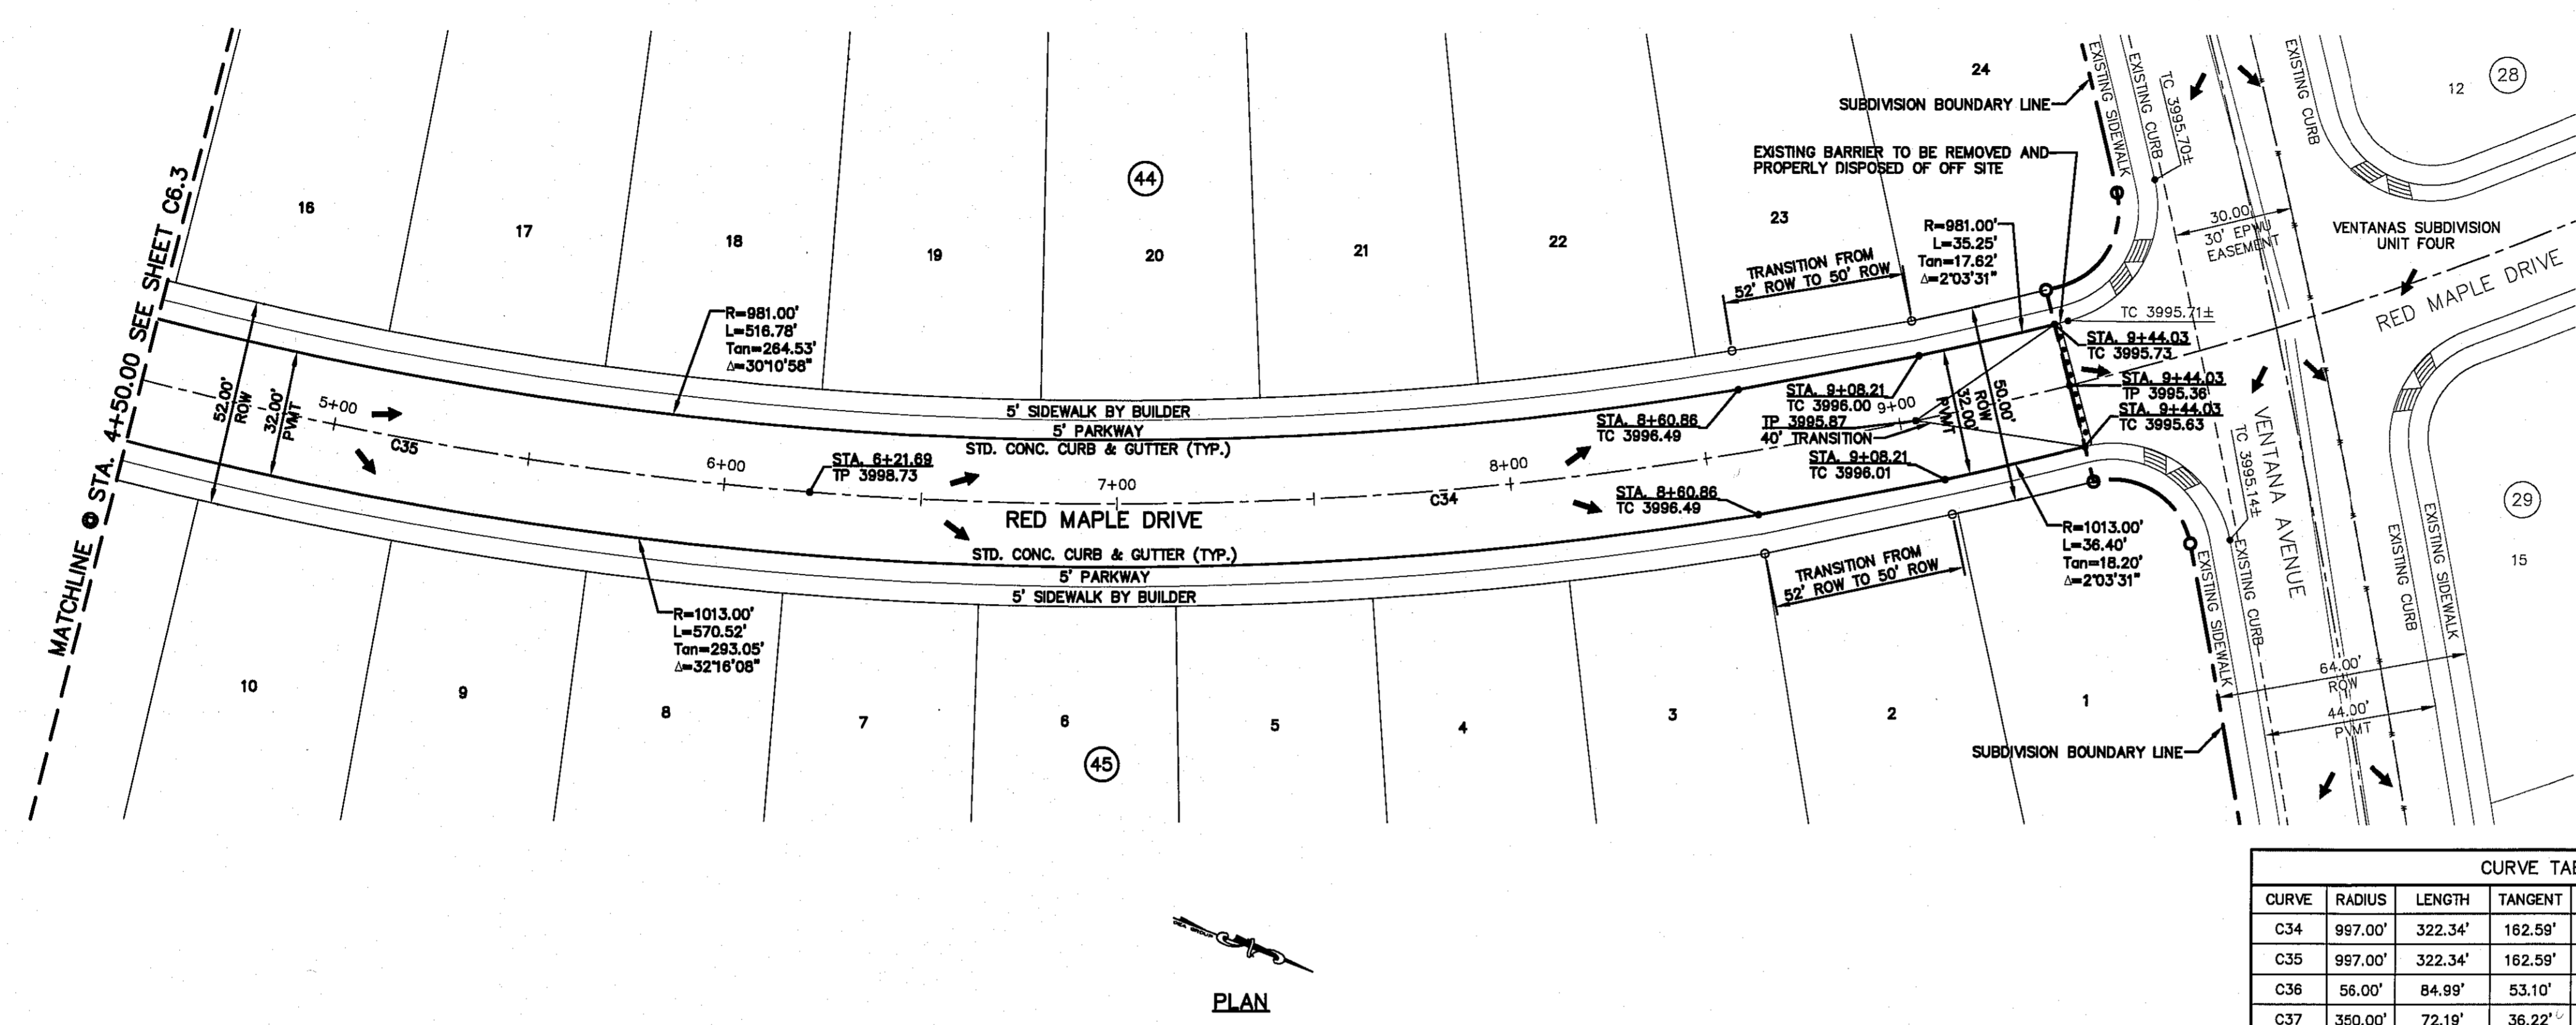 MATCHLINE @ STA. 4+50.00 SEE SHEET C6.3
16
17
18
19
20
21
22
23
24
44
SUBDIVISION BOUNDARY LINE
EXISTING BARRIER TO BE REMOVED AND
PROPERLY DISPOSED OF OFF SITE
EXISTING SIDEWALK
EXISTING CURB
TC 3995.70±
EXISTING CURB
12
28
30.00'
30' EPWU
EASEMENT
VENTANAS SUBDIVISION
UNIT FOUR
RED MAPLE DRIVE
TRANSITION FROM
52' ROW TO 50' ROW
R=981.00'
L=35.25'
Tan=17.62'
Δ=2°03'31"
R=981.00'
L=516.78'
Tan=264.53'
Δ=30°10'58"
TC 3995.71±
STA. 9+44.03
TC 3995.73
STA. 9+44.03
TP 3995.36
STA. 9+44.03
TC 3995.63
52.00'
ROW
32.00'
PVMT
5+00
C35
6+00
STA. 6+21.69
TP 3998.73
5' SIDEWALK BY BUILDER
5' PARKWAY
STD. CONC. CURB & GUTTER (TYP.)
7+00
RED MAPLE DRIVE
STD. CONC. CURB & GUTTER (TYP.)
5' PARKWAY
5' SIDEWALK BY BUILDER
8+00
C34
STA. 8+60.86
TC 3996.49
STA. 8+60.86
TC 3996.49
STA. 9+08.21
TC 3996.00
9+00
TP 3995.87
40' TRANSITION
STA. 9+08.21
TC 3996.01
50.00'
ROW
32.00'
PVMT
TRANSITION FROM
52' ROW TO 50' ROW
R=1013.00'
L=36.40'
Tan=18.20'
Δ=2°03'31"
R=1013.00'
L=570.52'
Tan=293.05'
Δ=32°16'08"
VENTANA AVENUE
TC 3995.14±
EXISTING SIDEWALK
EXISTING CURB
EXISTING CURB
EXISTING SIDEWALK
29
15
64.00'
ROW
44.00'
PVMT
SUBDIVISION BOUNDARY LINE
10
9
8
7
6
5
4
3
2
1
45
PLAN
CURVE
CURVE RADIUS LENGTH TANGENT
C34 997.00' 322.34' 162.59'
C35 997.00' 322.34' 162.59'
C36 56.00' 84.99' 53.10'
C37 350.00' 72.19' 36.22'